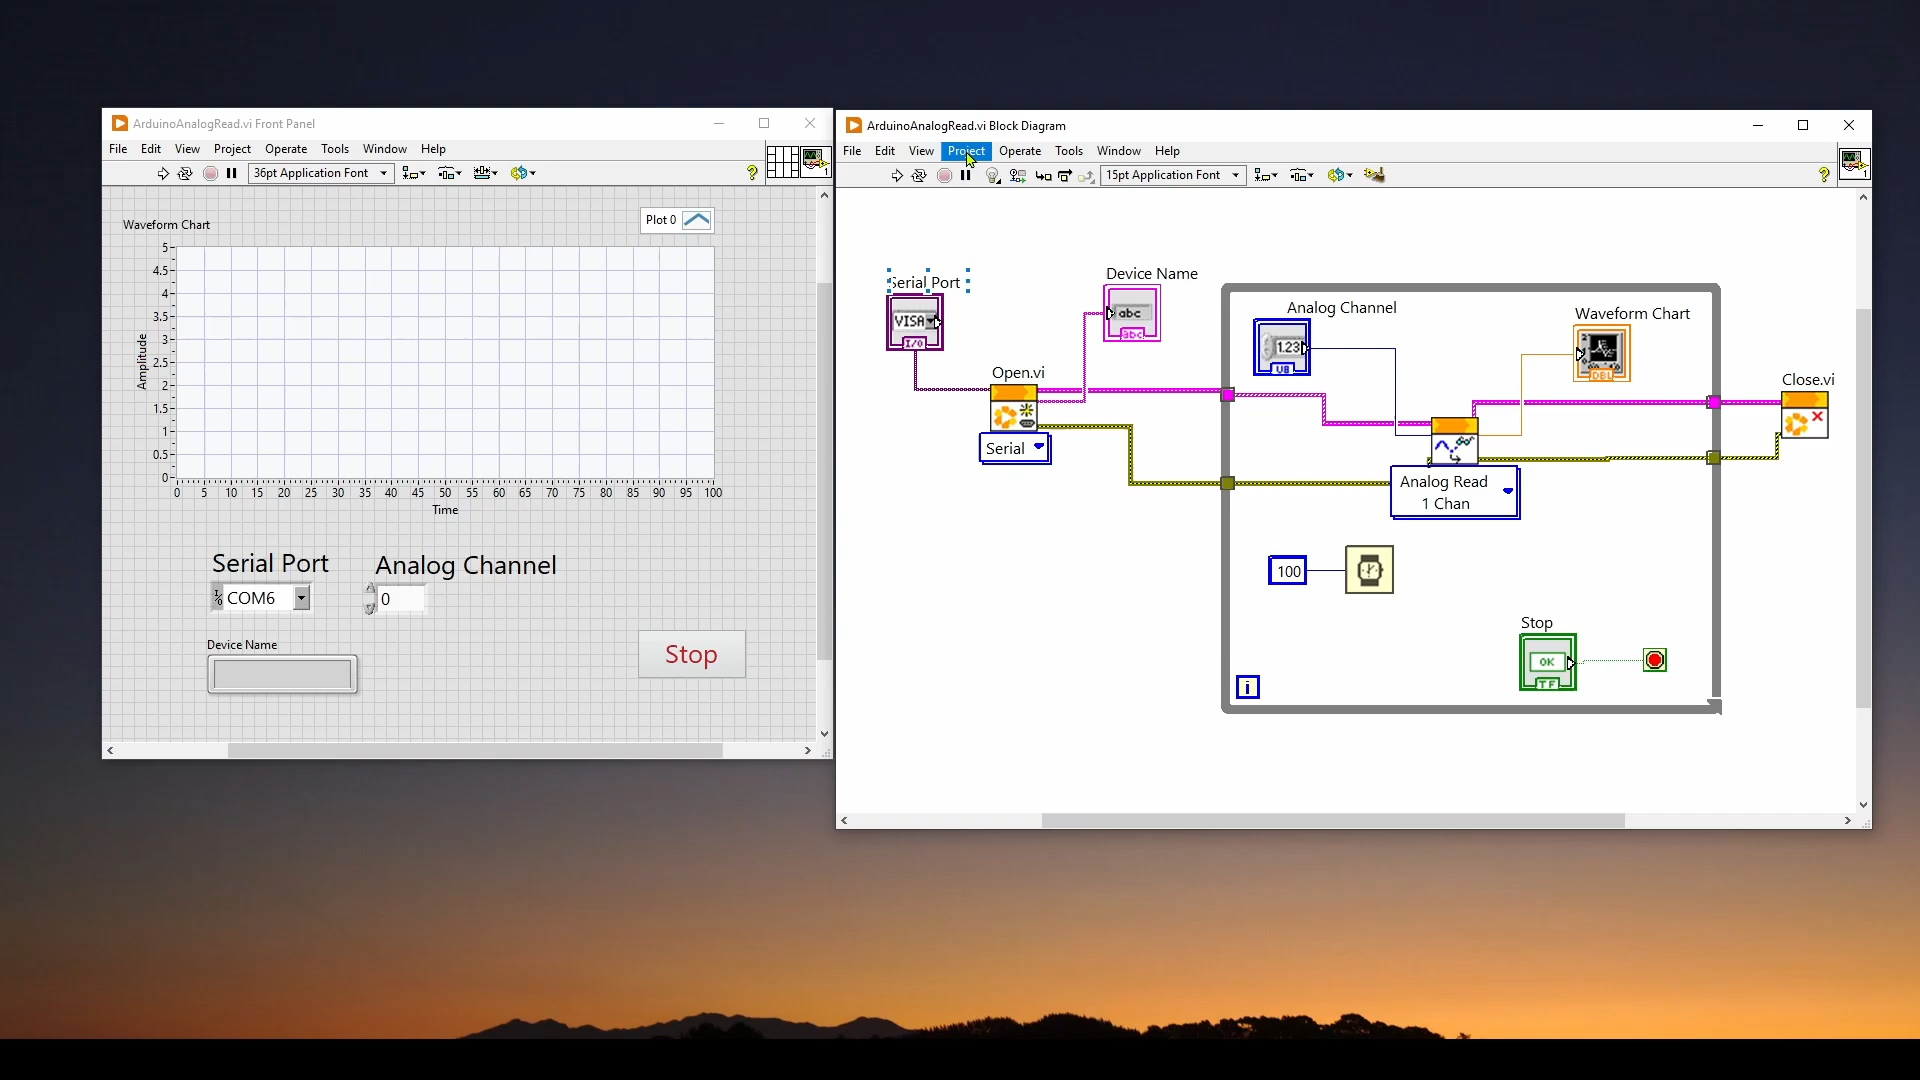 ArduinoAnalogRead.vi Front Panel
File Edit View Project Operate Tools Window Help
36pt Application Font
Waveform Chart
Plot 0
5
4.5
4
3.5
3
2.5
2
1.5
1
0.5
0
Amplitude
0 5 10 15 20 25 30 35 40 45 50 55 60 65 70 75 80 85 90 95 100
Time
Serial Port
Analog Channel
COM6
0
Device Name
Stop
ArduinoAnalogRead.vi Block Diagram
File Edit View Project Operate Tools Window Help
15pt Application Font
Serial Port
VISA
I/O
Device Name
abc
abc
Open.vi
Serial
Analog Channel
1.23
U8
Waveform Chart
DBL
Close.vi
Analog Read
1 Chan
100
Stop
OK
TF
i